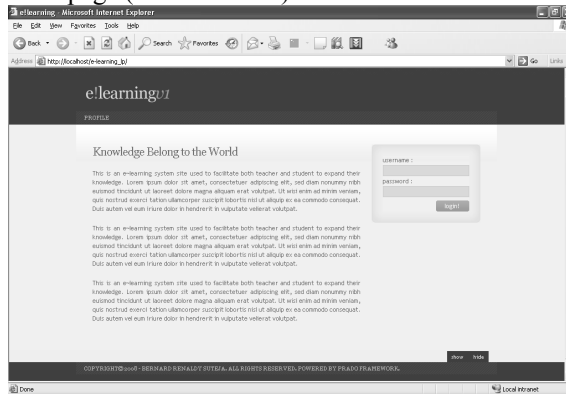 e!learning - Microsoft Internet Explorer
File Edit View Favorites Tools Help
Back Search Favorites
Address http://localhost/e-learning_lp/ Go Links
e!learningv1
PROFILE
Knowledge Belong to the World
This is an e-learning system site used to facilitate both teacher and student to expand their
knowledge. Lorem ipsum dolor sit amet, consectetuer adipiscing elit, sed diam nonummy nibh
euismod tincidunt ut laoreet dolore magna aliquam erat volutpat. Ut wisi enim ad minim veniam,
quis nostrud exerci tation ullamcorper suscipit lobortis nisl ut aliquip ex ea commodo consequat.
Duis autem vel eum iriure dolor in hendrerit in vulputate velit erat volutpat.
This is an e-learning system site used to facilitate both teacher and student to expand their
knowledge. Lorem ipsum dolor sit amet, consectetuer adipiscing elit, sed diam nonummy nibh
euismod tincidunt ut laoreet dolore magna aliquam erat volutpat. Ut wisi enim ad minim veniam,
quis nostrud exerci tation ullamcorper suscipit lobortis nisl ut aliquip ex ea commodo consequat.
Duis autem vel eum iriure dolor in hendrerit in vulputate velit erat volutpat.
This is an e-learning system site used to facilitate both teacher and student to expand their
knowledge. Lorem ipsum dolor sit amet, consectetuer adipiscing elit, sed diam nonummy nibh
euismod tincidunt ut laoreet dolore magna aliquam erat volutpat. Ut wisi enim ad minim veniam,
quis nostrud exerci tation ullamcorper suscipit lobortis nisl ut aliquip ex ea commodo consequat.
Duis autem vel eum iriure dolor in hendrerit in vulputate velit erat volutpat.
username :
password :
login!
show hide
COPYRIGHT©2008 - BERNARD RENALDY SUTEJA. ALL RIGHTS RESERVED. POWERED BY PRADO FRAMEWORK.
Done Local intranet